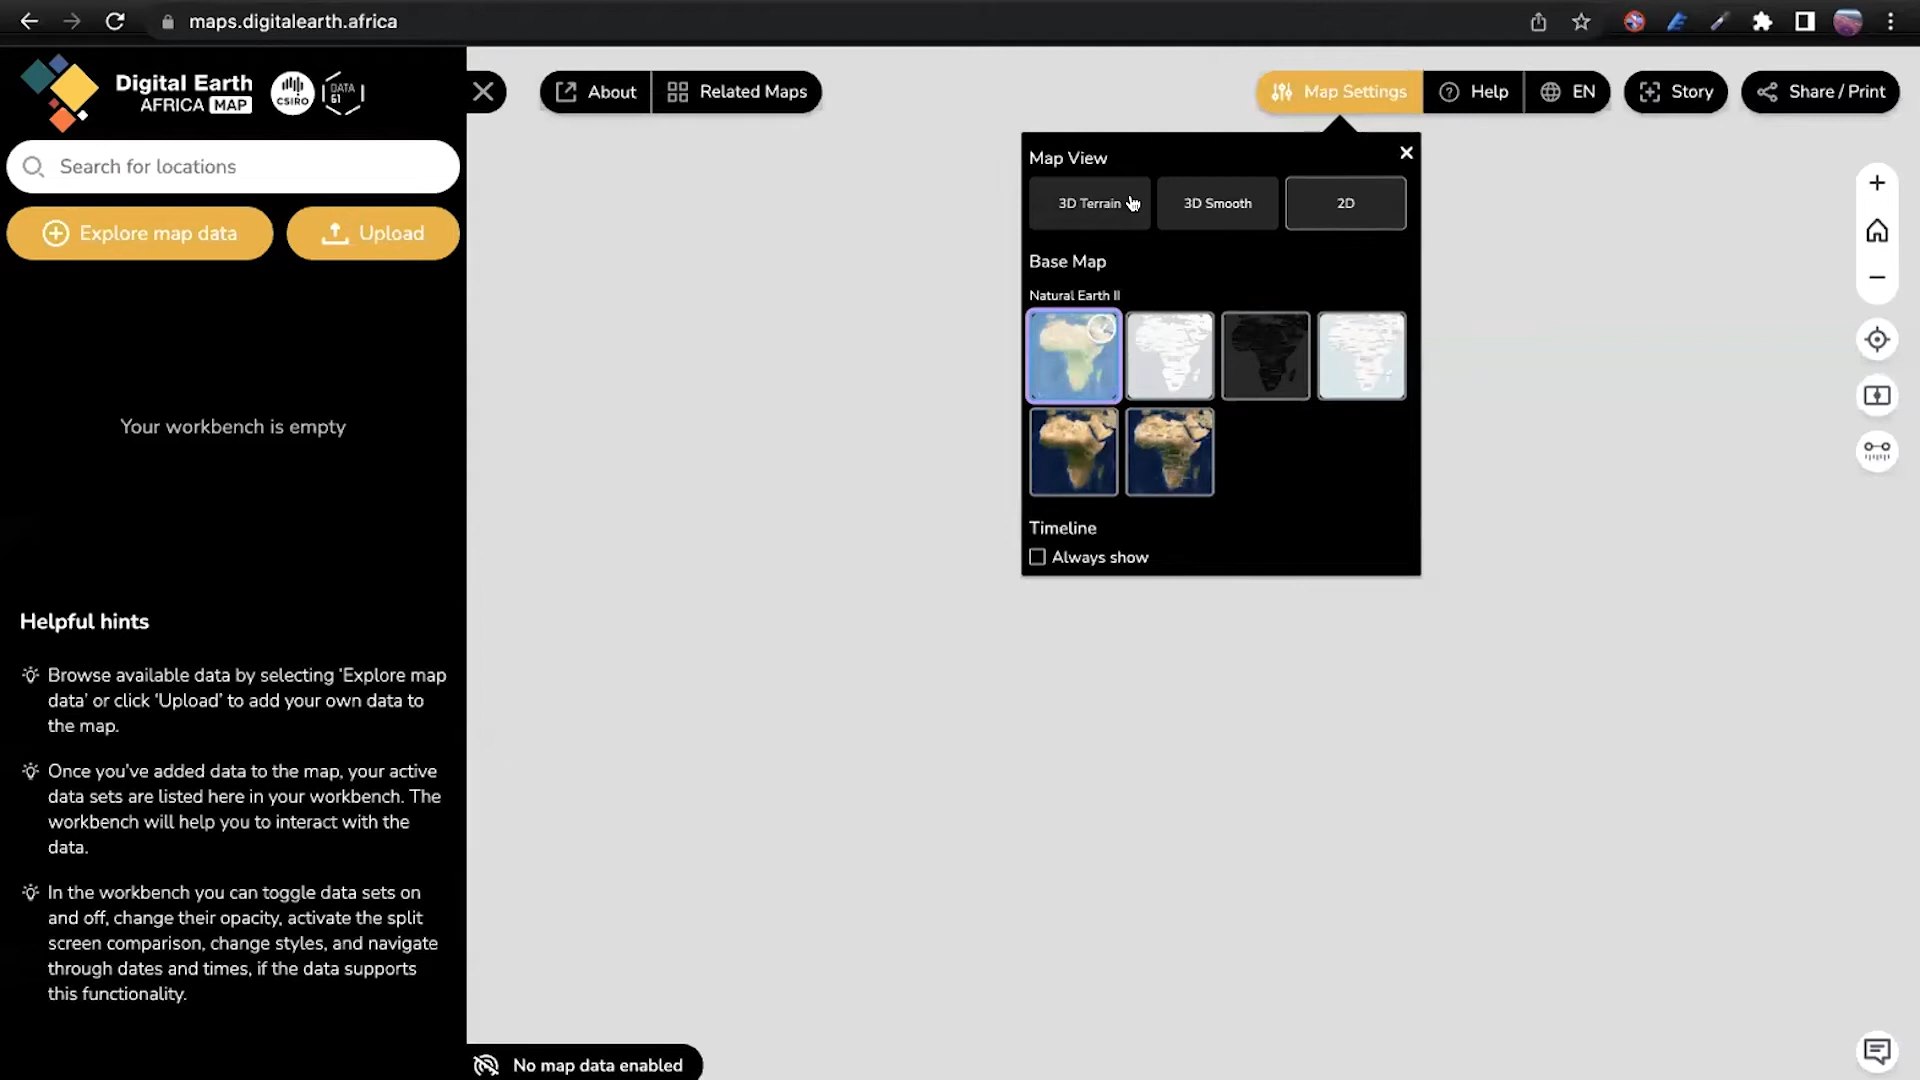 maps.digitalearth.africa
Digital Earth
AFRICA MAP
CSIRO
DATA
61
About
Related Maps
Map Settings
Help
EN
Story
Share / Print
Search for locations
Explore map data
Upload
Your workbench is empty
Map View
3D Terrain
3D Smooth
2D
Base Map
Natural Earth II
Timeline
Always show
Helpful hints
Browse available data by selecting 'Explore map
data' or click 'Upload' to add your own data to
the map.
Once you've added data to the map, your active
data sets are listed here in your workbench. The
workbench will help you to interact with the
data.
In the workbench you can toggle data sets on
and off, change their opacity, activate the split
screen comparison, change styles, and navigate
through dates and times, if the data supports
this functionality.
No map data enabled